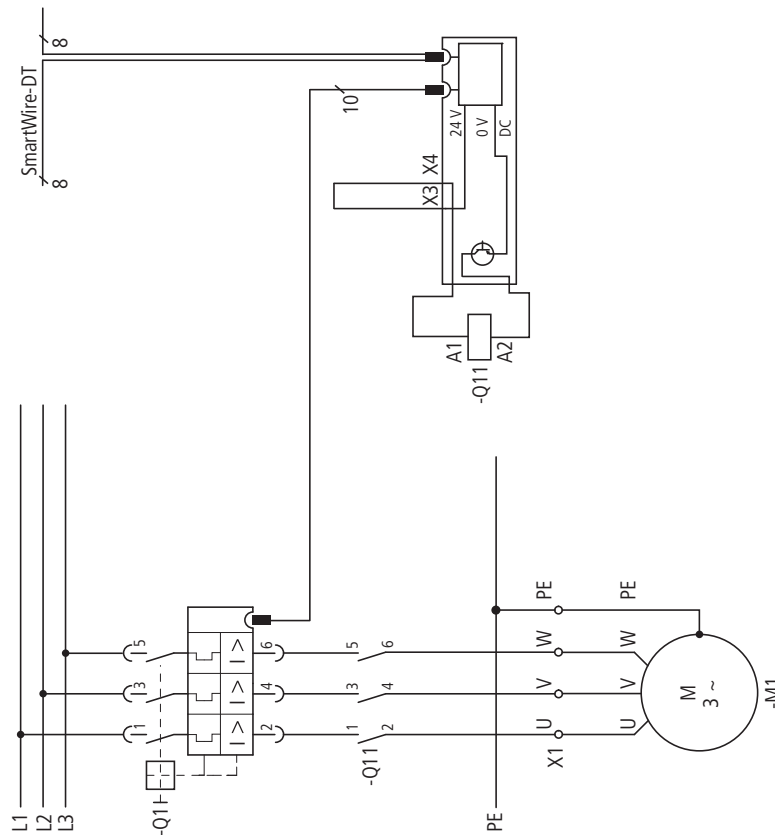 SmartWire-DT
8
8
10
24 V
0 V
DC
X3
X4
A1
A2
-Q11
L1
L2
L3
1
3
5
-Q1
I>
I>
I>
2
4
6
1
3
5
-Q11
2
4
6
PE
X1
U
V
W
PE
U
V
W
PE
M
3 ~
-M1